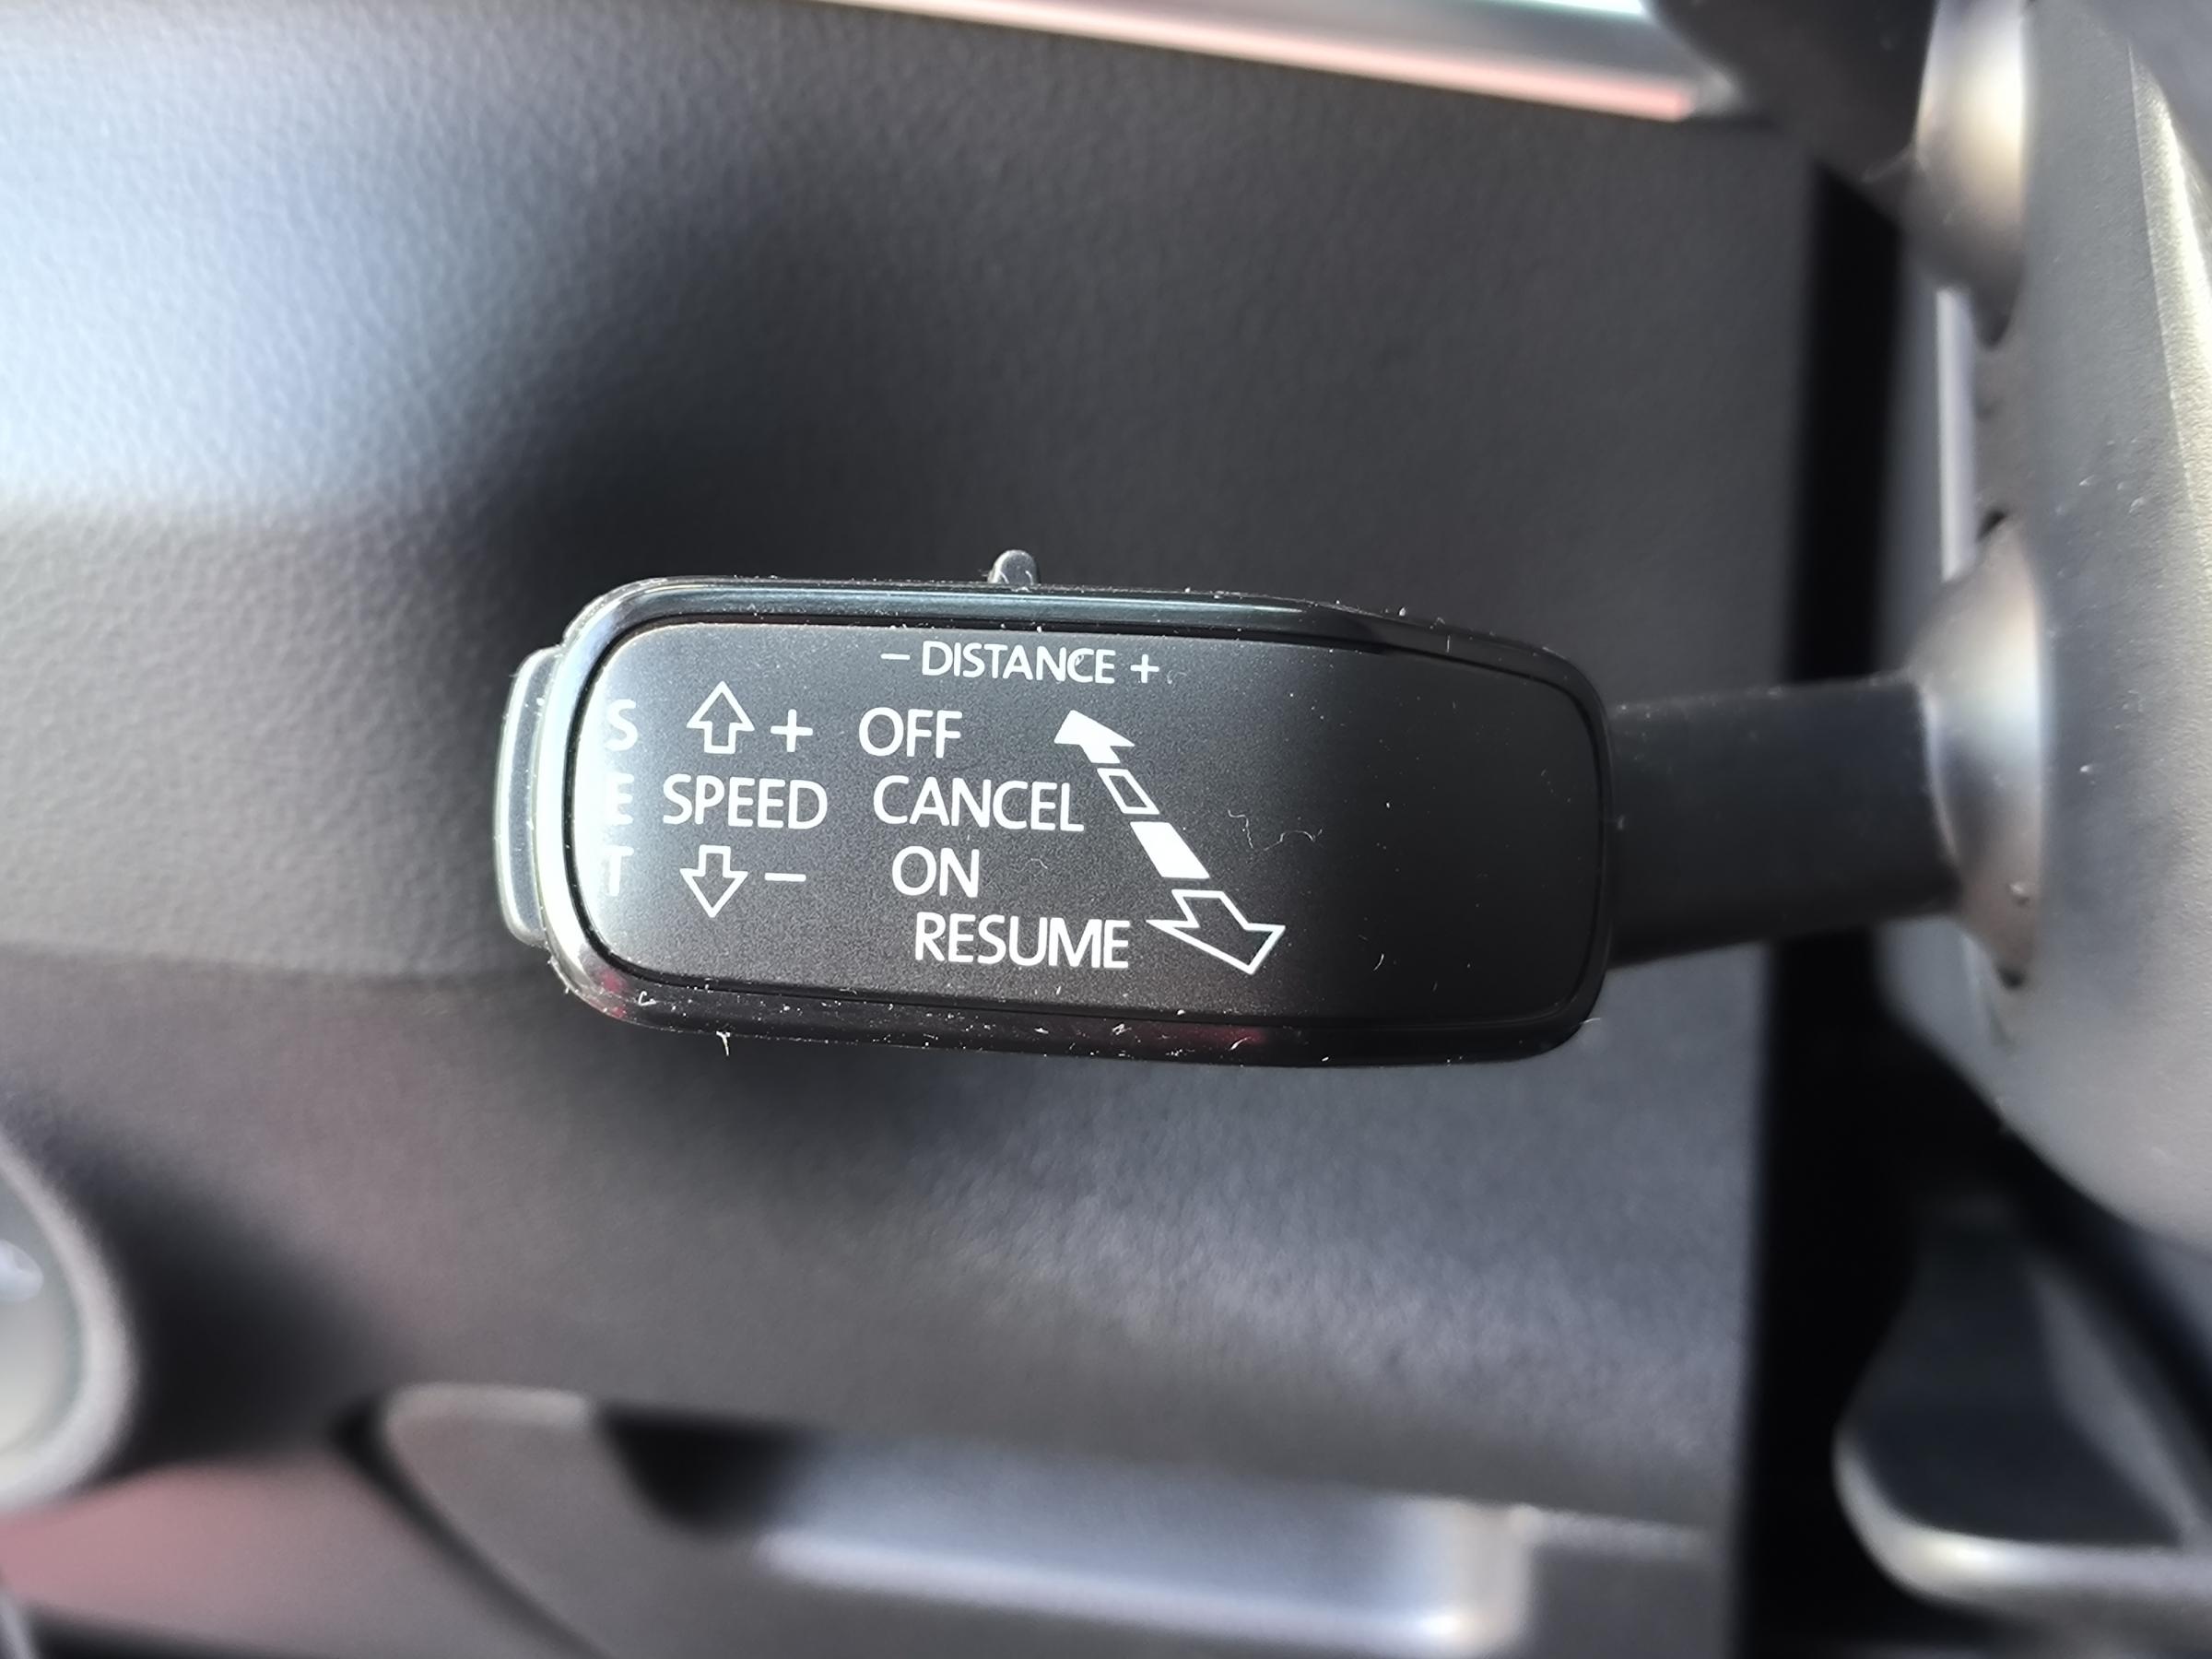 - DISTANCE +
S + OFF
E SPEED CANCEL
T - ON
RESUME